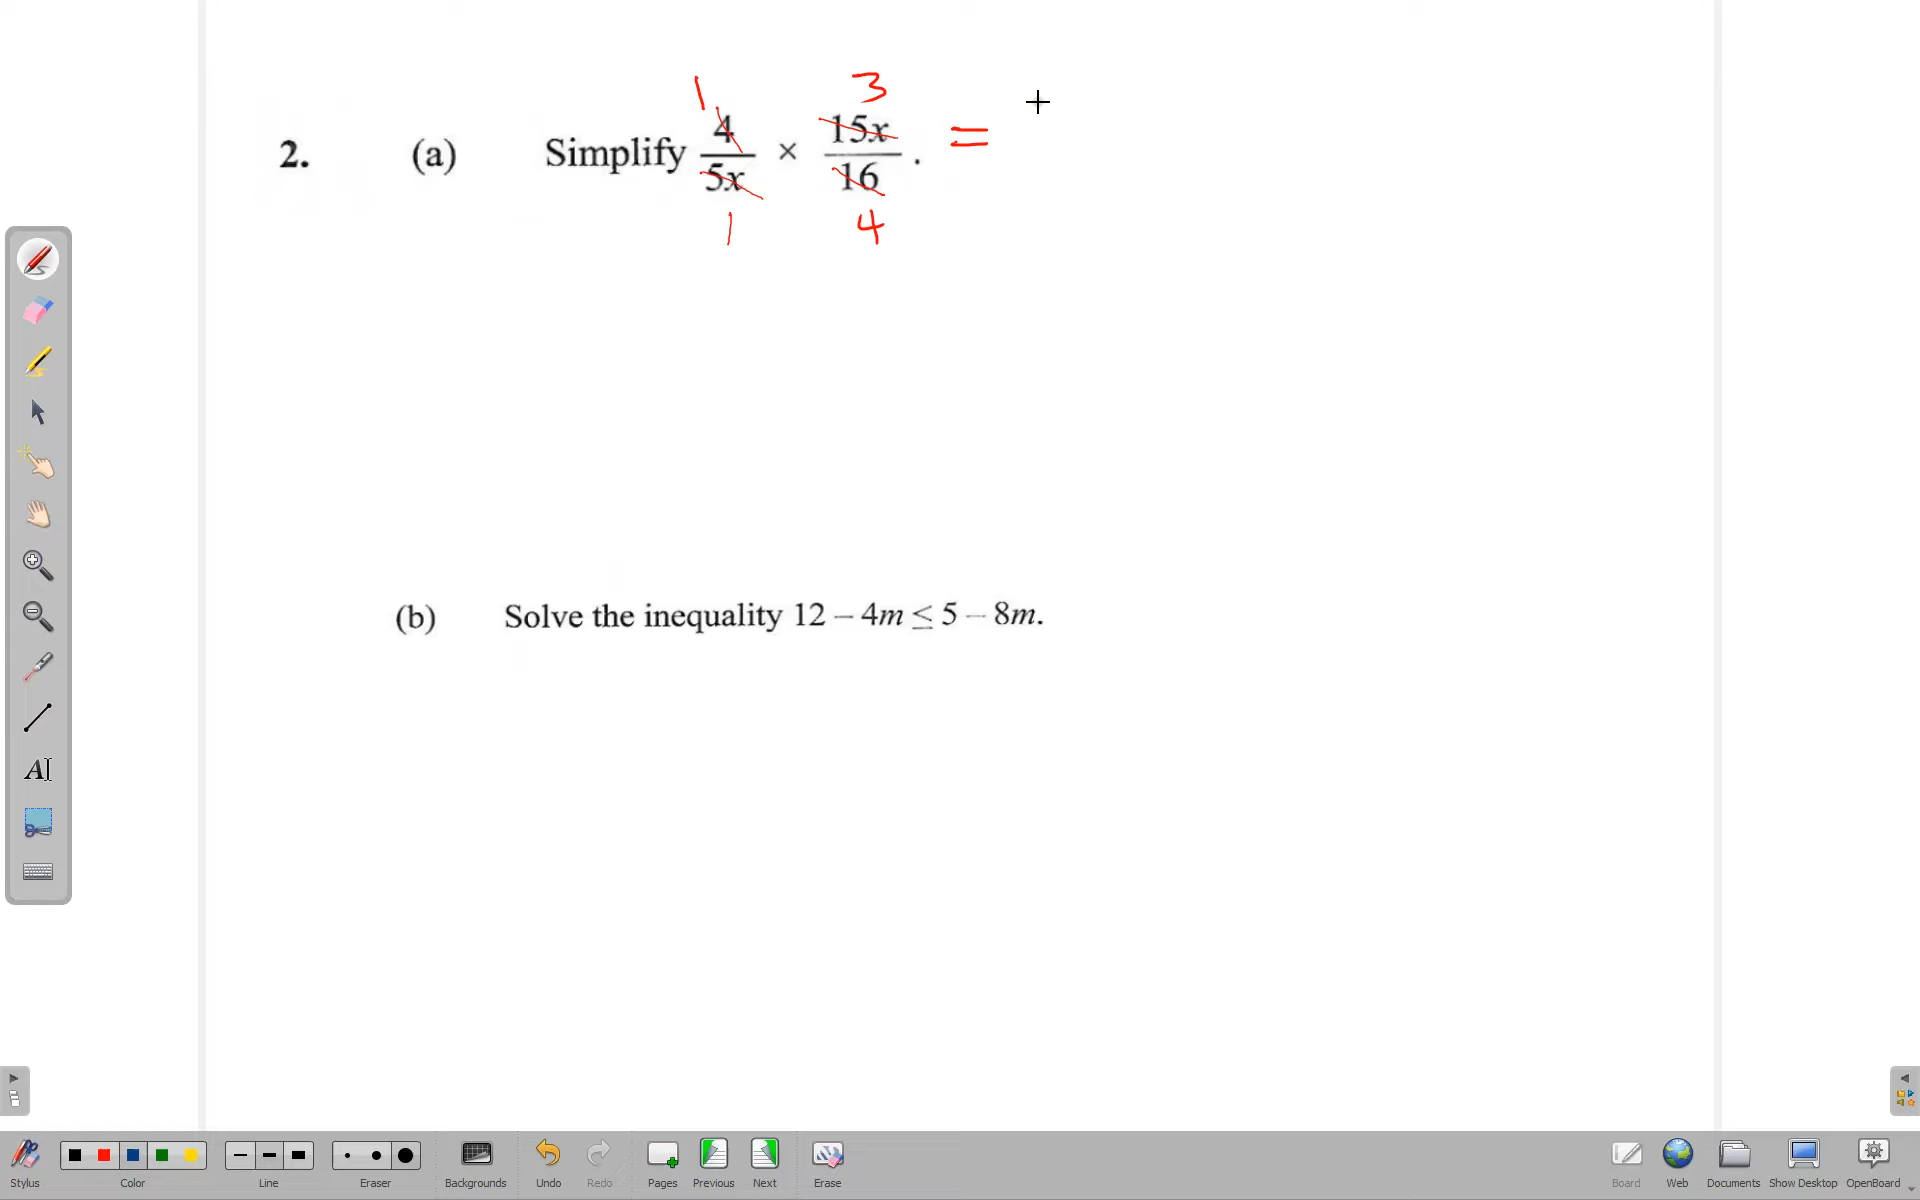 1 3
2. (a) Simplify 4/5x × 15x/16 . =
1 4
(b) Solve the inequality 12 – 4m ≤ 5 – 8m.
AI
Stylus Color Line Eraser Backgrounds Undo Redo Pages Previous Next Erase Board Web Documents Show Desktop OpenBoard